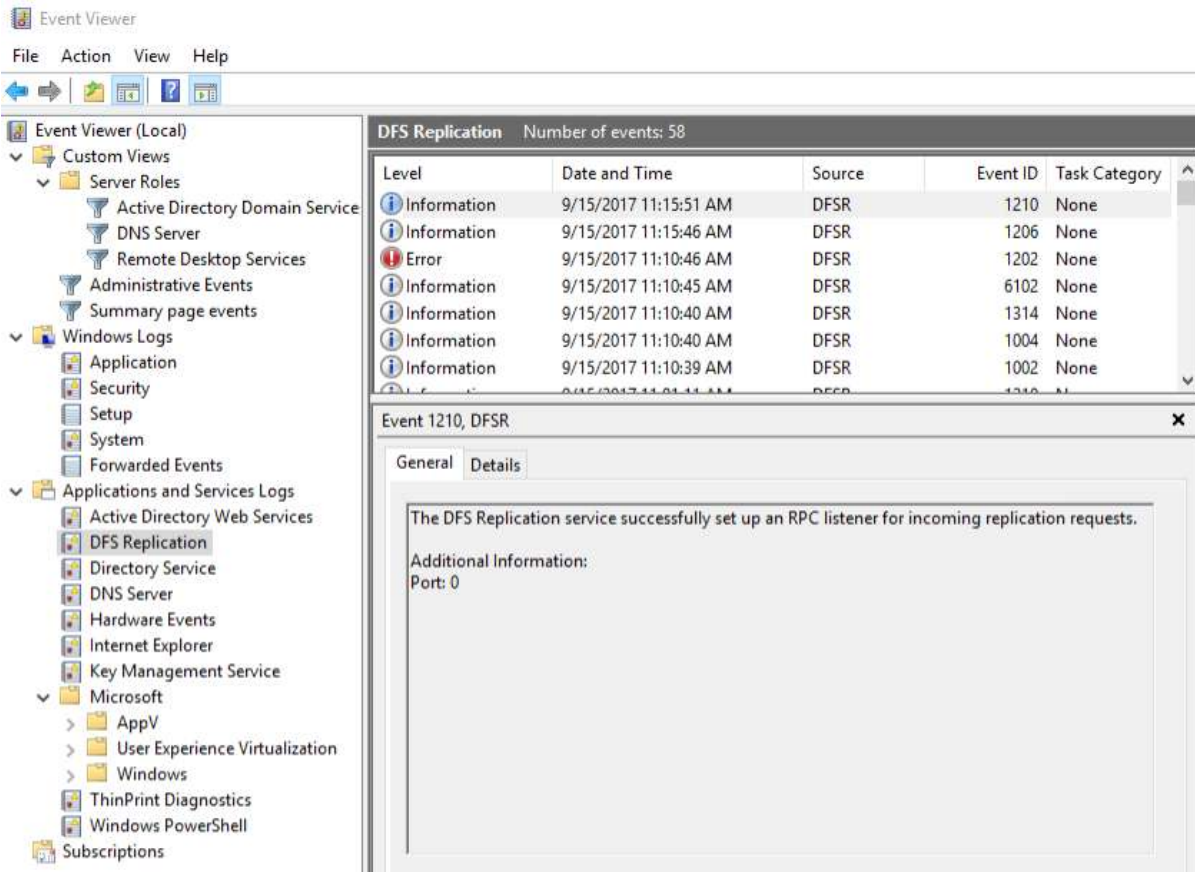 Event Viewer
File Action View Help
Event Viewer (Local)
Custom Views
Server Roles
Active Directory Domain Service
DNS Server
Remote Desktop Services
Administrative Events
Summary page events
Windows Logs
Application
Security
Setup
System
Forwarded Events
Applications and Services Logs
Active Directory Web Services
DFS Replication
Directory Service
DNS Server
Hardware Events
Internet Explorer
Key Management Service
Microsoft
AppV
User Experience Virtualization
Windows
ThinPrint Diagnostics
Windows PowerShell
Subscriptions
DFS Replication Number of events: 58
Level Date and Time Source Event ID Task Category
Information 9/15/2017 11:15:51 AM DFSR 1210 None
Information 9/15/2017 11:15:46 AM DFSR 1206 None
Error 9/15/2017 11:10:46 AM DFSR 1202 None
Information 9/15/2017 11:10:45 AM DFSR 6102 None
Information 9/15/2017 11:10:40 AM DFSR 1314 None
Information 9/15/2017 11:10:40 AM DFSR 1004 None
Information 9/15/2017 11:10:39 AM DFSR 1002 None
Event 1210, DFSR
General Details
The DFS Replication service successfully set up an RPC listener for incoming replication requests.
Additional Information:
Port: 0